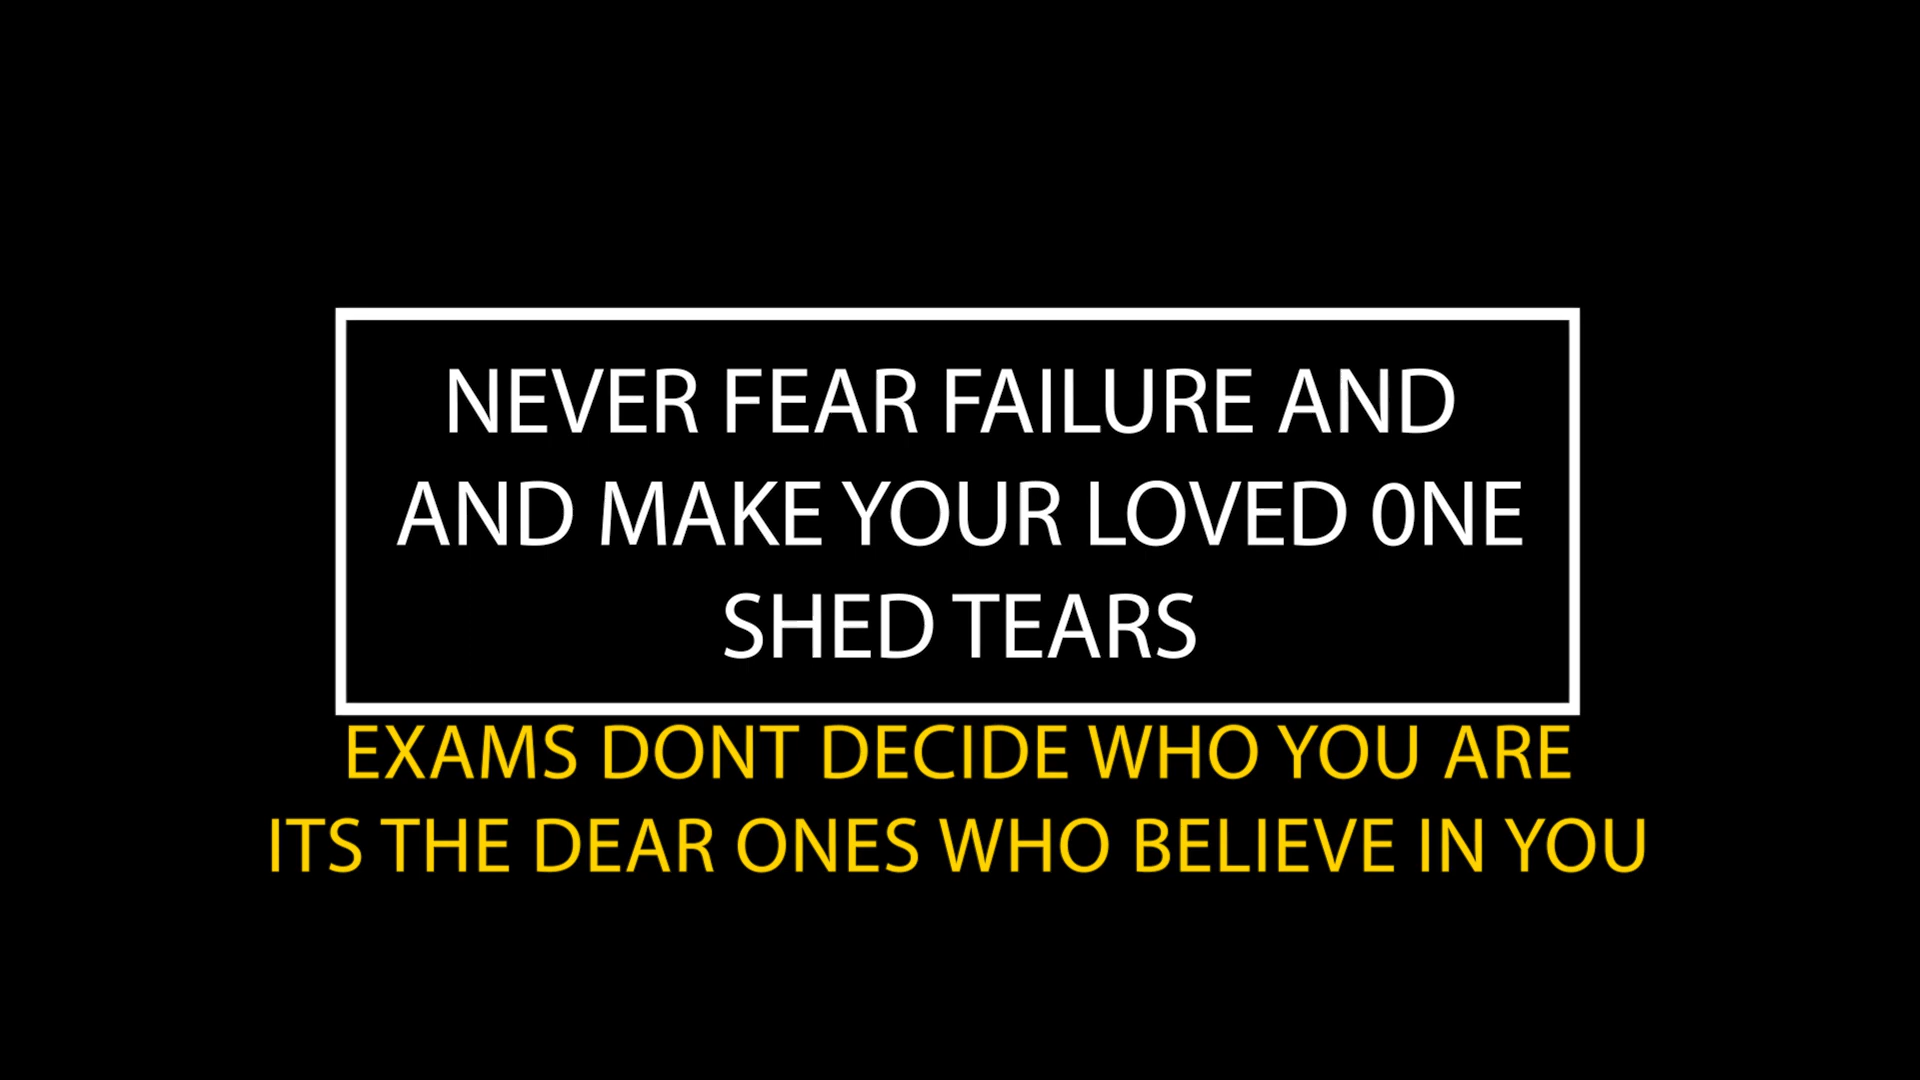 NEVER FEAR FAILURE AND
AND MAKE YOUR LOVED 0NE
SHED TEARS
EXAMS DONT DECIDE WHO YOU ARE
ITS THE DEAR ONES WHO BELIEVE IN YOU